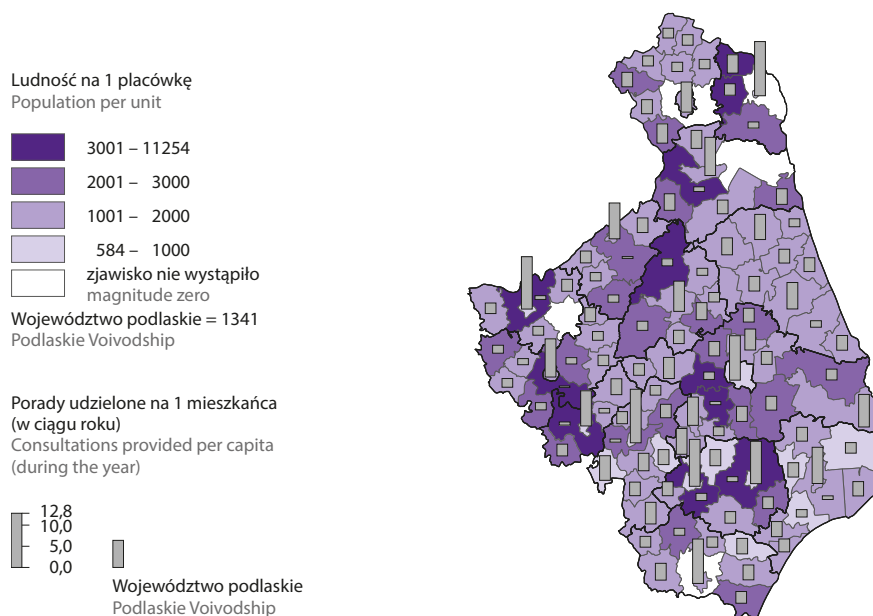 Ludność na 1 placówkę
Population per unit
3001 – 11254
2001 – 3000
1001 – 2000
584 – 1000
zjawisko nie wystąpiło
magnitude zero
Województwo podlaskie = 1341
Podlaskie Voivodship
Porady udzielone na 1 mieszkańca
(w ciągu roku)
Consultations provided per capita
(during the year)
12,8
10,0
5,0
0,0
Województwo podlaskie
Podlaskie Voivodship